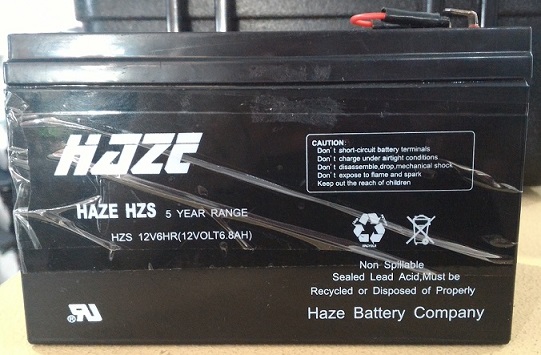 HAZE
CAUTION:
Don't short-circuit battery terminals
Don't charge under airtight conditions
Don't disassemble,drop,mechanical shock
Don't expose to flame and spark
Keep out the reach of children
HAZE HZS 5 YEAR RANGE
HZS 12V6HR(12VOLT6.8AH)
Non Spillable
Sealed Lead Acid,Must be
Recycled or Disposed of Properly
Haze Battery Company